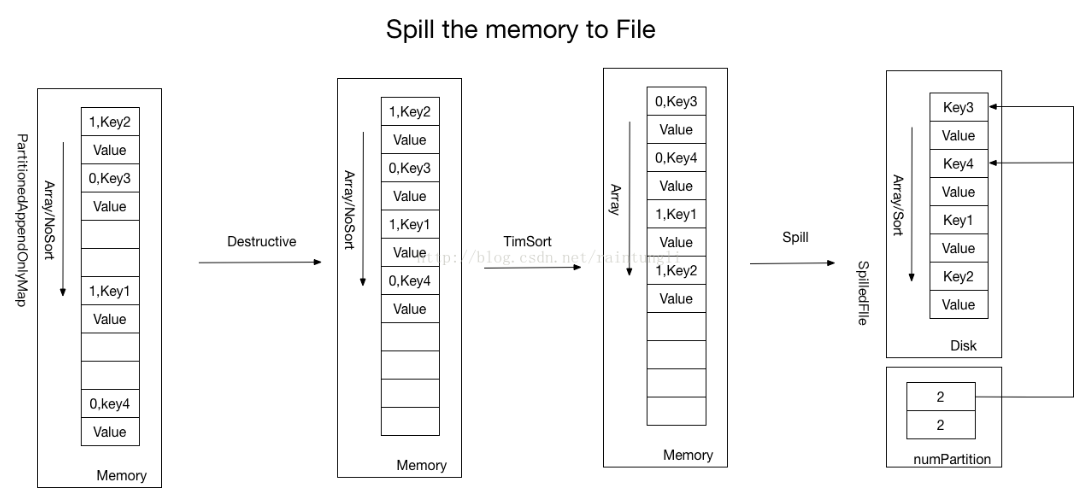 Spill the memory to File
PartitionedAppendOnlyMap
Array/NoSort
1,Key2
Value
0,Key3
Value
1,Key1
Value
0,key4
Value
Memory
Destructive
Array/NoSort
1,Key2
Value
0,Key3
Value
1,Key1
Value
0,Key4
Value
Memory
http://blog.csdn.net/raintungli
TimSort
Array
0,Key3
Value
0,Key4
Value
1,Key1
Value
1,Key2
Value
Memory
Spill
SpilledFIle
Array/Sort
Key3
Value
Key4
Value
Key1
Value
Key2
Value
Disk
2
2
numPartition